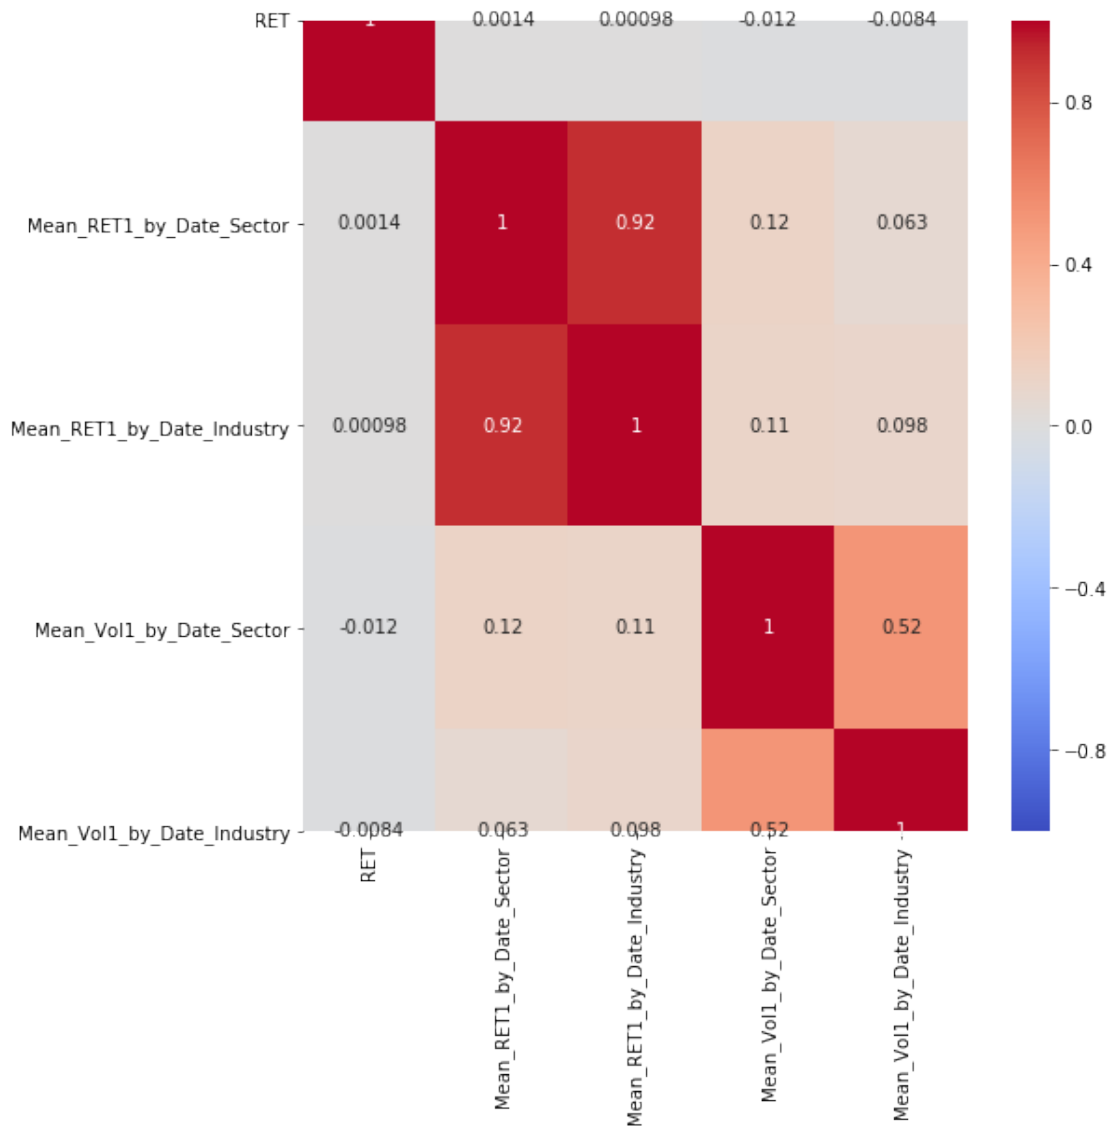 RET 1 0.0014 0.00098 -0.012 -0.0084
0.8
Mean_RET1_by_Date_Sector 0.0014 1 0.92 0.12 0.063
0.4
Mean_RET1_by_Date_Industry 0.00098 0.92 1 0.11 0.098
0.0
−0.4
Mean_Vol1_by_Date_Sector -0.012 0.12 0.11 1 0.52
−0.8
Mean_Vol1_by_Date_Industry -0.0084 0.063 0.098 0.52 1
RET
Mean_RET1_by_Date_Sector
Mean_RET1_by_Date_Industry
Mean_Vol1_by_Date_Sector
Mean_Vol1_by_Date_Industry